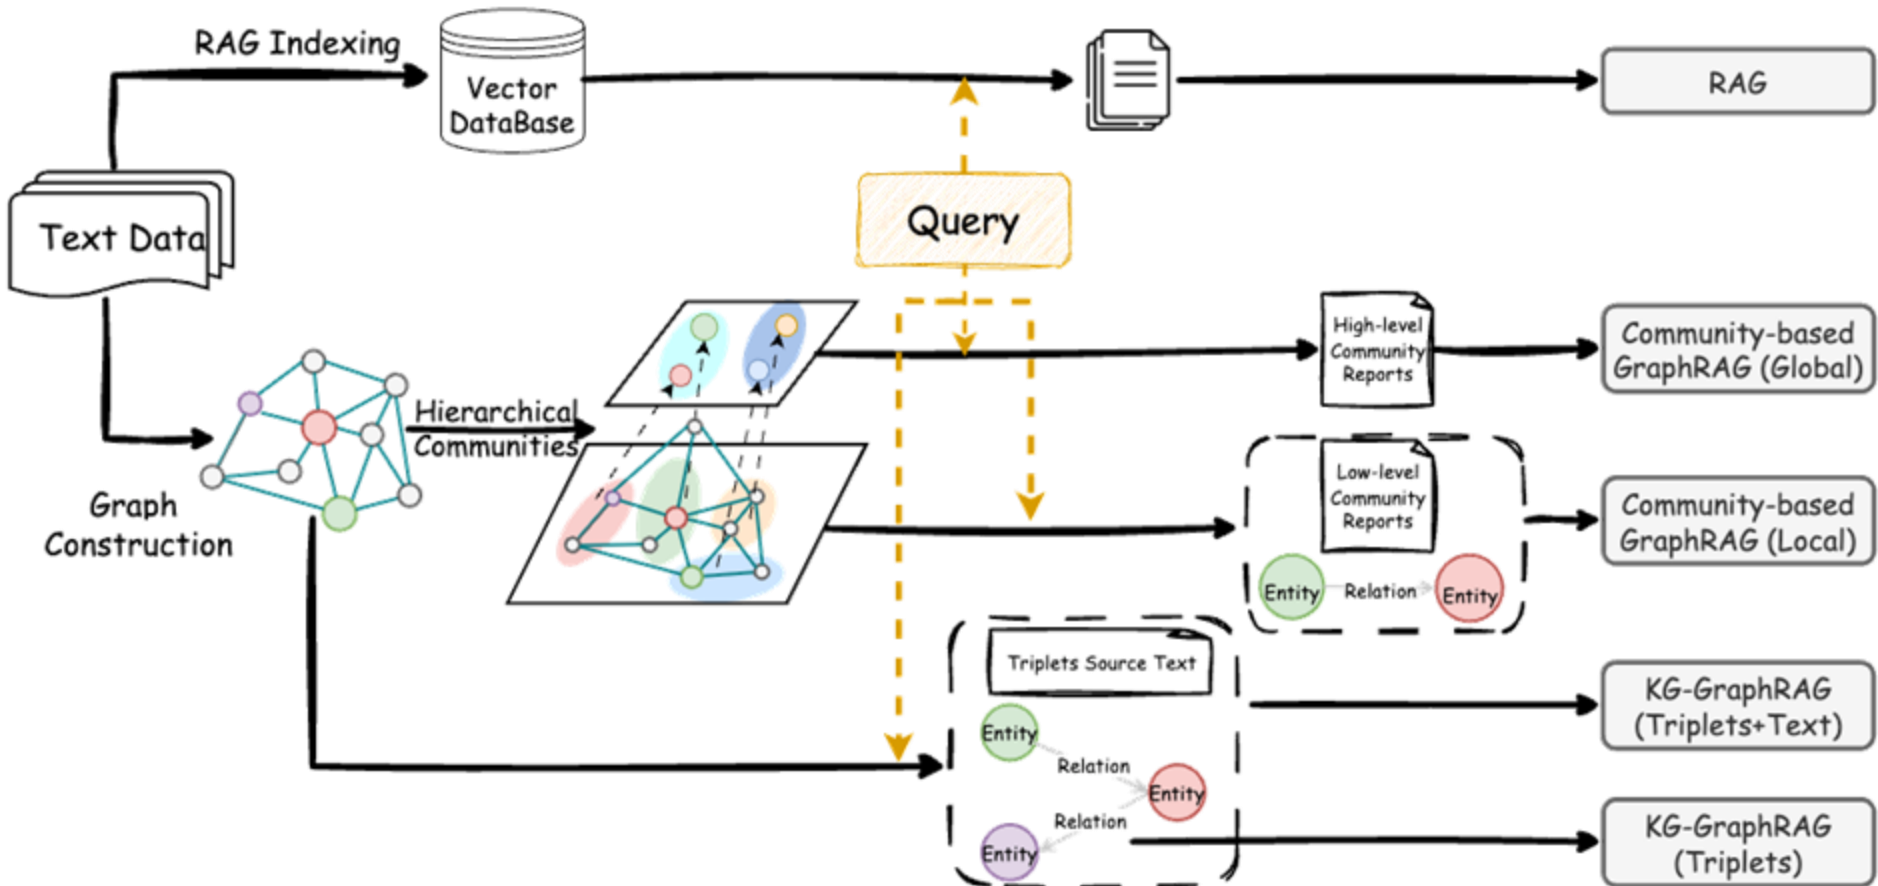 RAG Indexing
Vector
DataBase
RAG
Text Data
Query
High-level
Community
Reports
Community-based
GraphRAG (Global)
Hierarchical
Communities
Graph
Construction
Low-level
Community
Reports
Entity
Relation
Entity
Community-based
GraphRAG (Local)
Triplets Source Text
Entity
Relation
Entity
Relation
Entity
KG-GraphRAG
(Triplets+Text)
KG-GraphRAG
(Triplets)